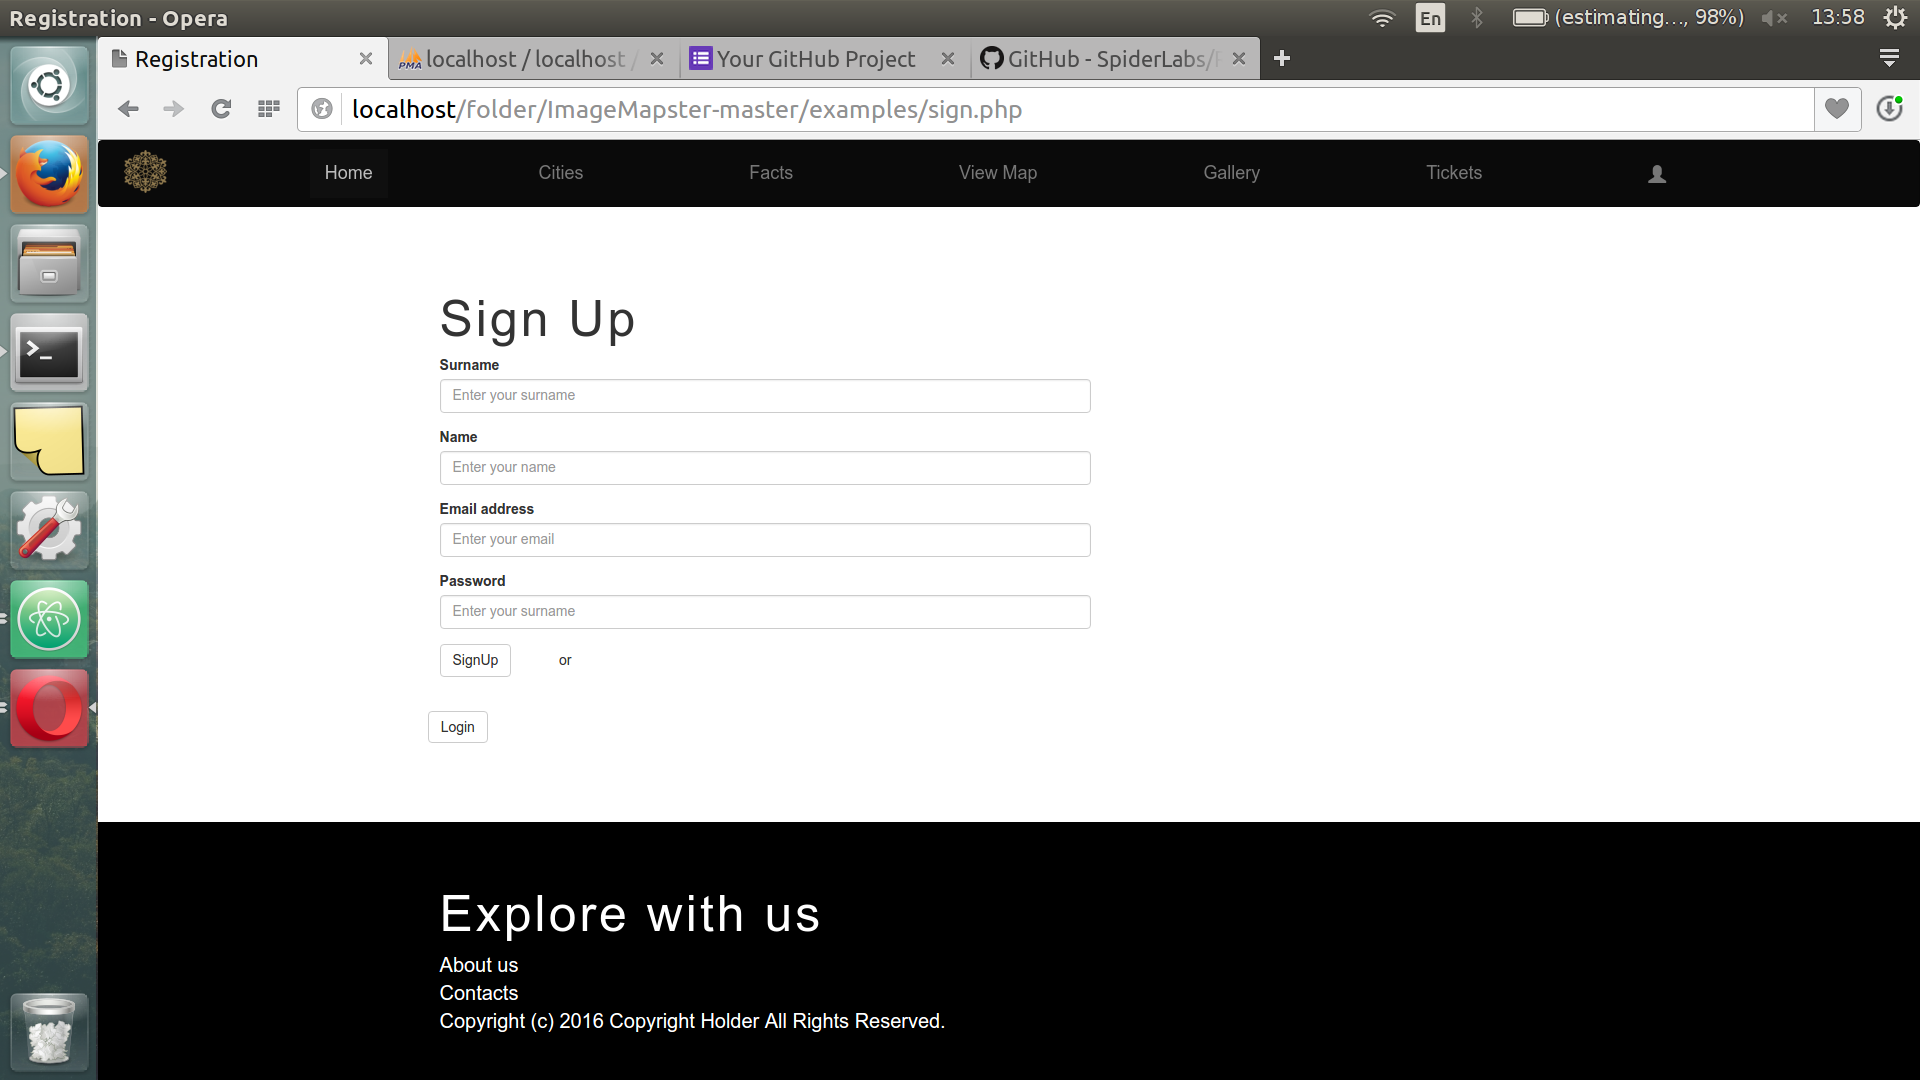 Registration - Opera
En (estimating..., 98%) 13:58
Registration localhost / localhost / Your GitHub Project GitHub - SpiderLabs/
localhost/folder/ImageMapster-master/examples/sign.php
Home Cities Facts View Map Gallery Tickets
Sign Up
Surname
Enter your surname
Name
Enter your name
Email address
Enter your email
Password
Enter your surname
SignUp or
Login
Explore with us
About us
Contacts
Copyright (c) 2016 Copyright Holder All Rights Reserved.